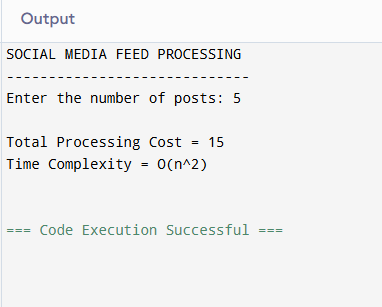 Output
SOCIAL MEDIA FEED PROCESSING
-----------------------------
Enter the number of posts: 5
Total Processing Cost = 15
Time Complexity = O(n^2)
=== Code Execution Successful ===